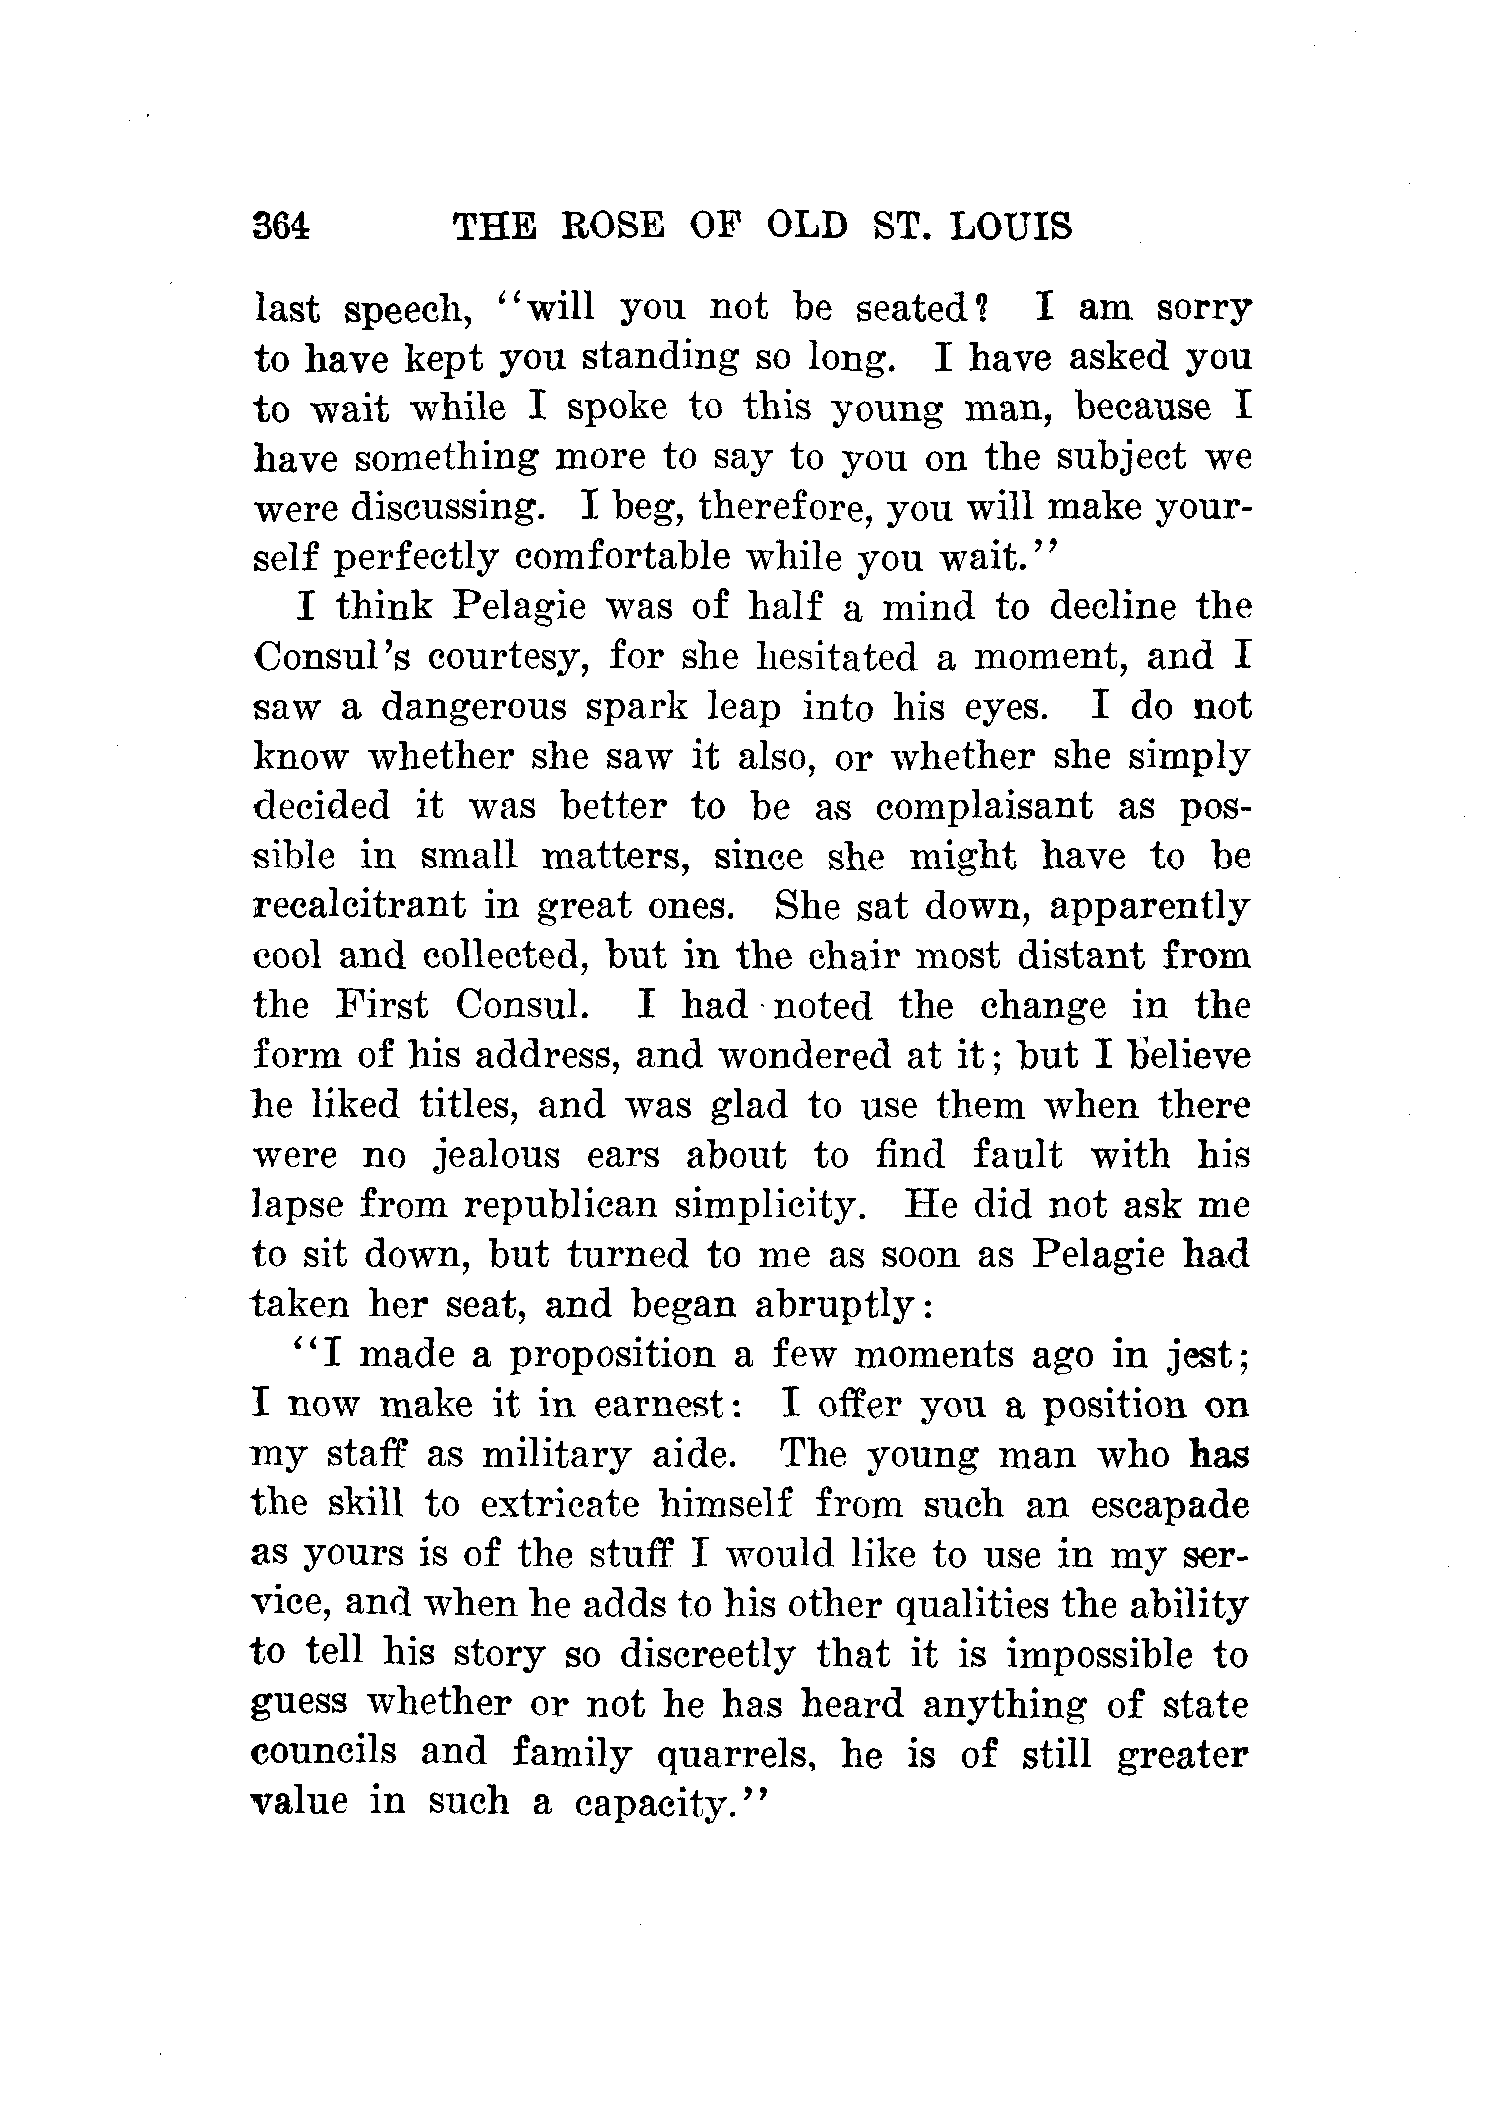 364 THE ROSE OF OLD ST. LOUIS
last speech, "will you not be seated? I am sorry
to have kept you standing so long. I have asked you
to wait while I spoke to this young man, because I
have something more to say to you on the subject we
were discussing. I beg, therefore, you will make your-
self perfectly comfortable while you wait."
I think Pelagie was of half a mind to decline the
Consul's courtesy, for she hesitated a moment, and I
saw a dangerous spark leap into his eyes. I do not
know whether she saw it also, or whether she simply
decided it was better to be as complaisant as pos-
sible in small matters, since she might have to be
recalcitrant in great ones. She sat down, apparently
cool and collected, but in the chair most distant from
the First Consul. I had noted the change in the
form of his address, and wondered at it; but I believe
he liked titles, and was glad to use them when there
were no jealous ears about to find fault with his
lapse from republican simplicity. He did not ask me
to sit down, but turned to me as soon as Pelagie had
taken her seat, and began abruptly:
"I made a proposition a few moments ago in jest;
I now make it in earnest: I offer you a position on
my staff as military aide. The young man who has
the skill to extricate himself from such an escapade
as yours is of the stuff I would like to use in my ser-
vice, and when he adds to his other qualities the ability
to tell his story so discreetly that it is impossible to
guess whether or not he has heard anything of state
councils and family quarrels, he is of still greater
value in such a capacity."